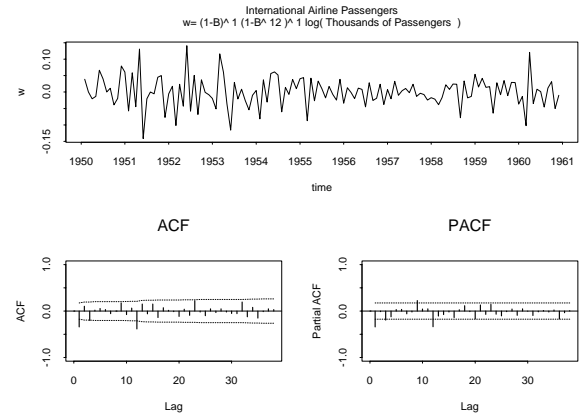 International Airline Passengers
w= (1-B)^ 1 (1-B^ 12 )^ 1 log( Thousands of Passengers )
w
0.10
0.0
-0.15
1950 1951 1952 1953 1954 1955 1956 1957 1958 1959 1960 1961
time
ACF
ACF
1.0
0.0
-1.0
0 10 20 30
Lag
PACF
Partial ACF
1.0
0.0
-1.0
0 10 20 30
Lag